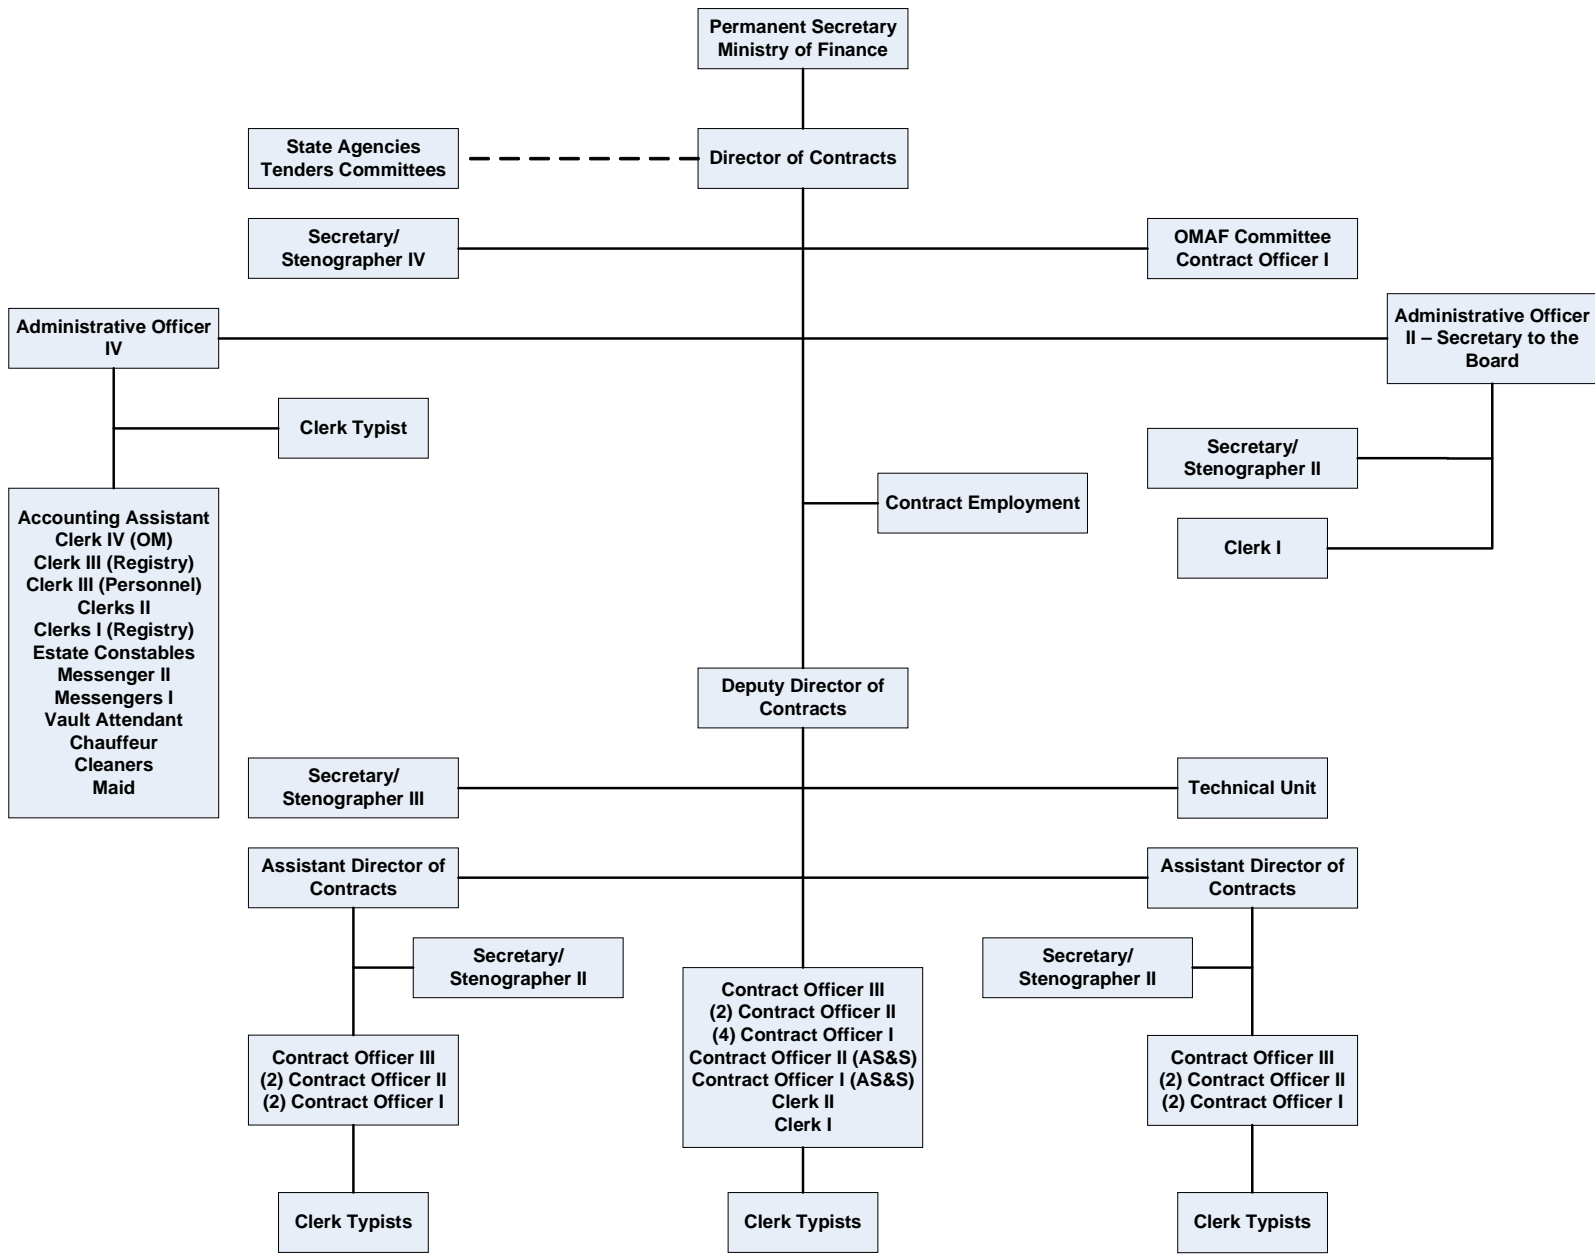 Permanent Secretary
Ministry of Finance
State Agencies
Tenders Committees
Director of Contracts
Secretary/
Stenographer IV
OMAF Committee
Contract Officer I
Administrative Officer
IV
Administrative Officer
II – Secretary to the
Board
Clerk Typist
Secretary/
Stenographer II
Contract Employment
Clerk I
Accounting Assistant
Clerk IV (OM)
Clerk III (Registry)
Clerk III (Personnel)
Clerks II
Clerks I (Registry)
Estate Constables
Messenger II
Messengers I
Vault Attendant
Chauffeur
Cleaners
Maid
Deputy Director of
Contracts
Secretary/
Stenographer III
Technical Unit
Assistant Director of
Contracts
Assistant Director of
Contracts
Secretary/
Stenographer II
Secretary/
Stenographer II
Contract Officer III
(2) Contract Officer II
(2) Contract Officer I
Contract Officer III
(2) Contract Officer II
(4) Contract Officer I
Contract Officer II (AS&S)
Contract Officer I (AS&S)
Clerk II
Clerk I
Contract Officer III
(2) Contract Officer II
(2) Contract Officer I
Clerk Typists
Clerk Typists
Clerk Typists